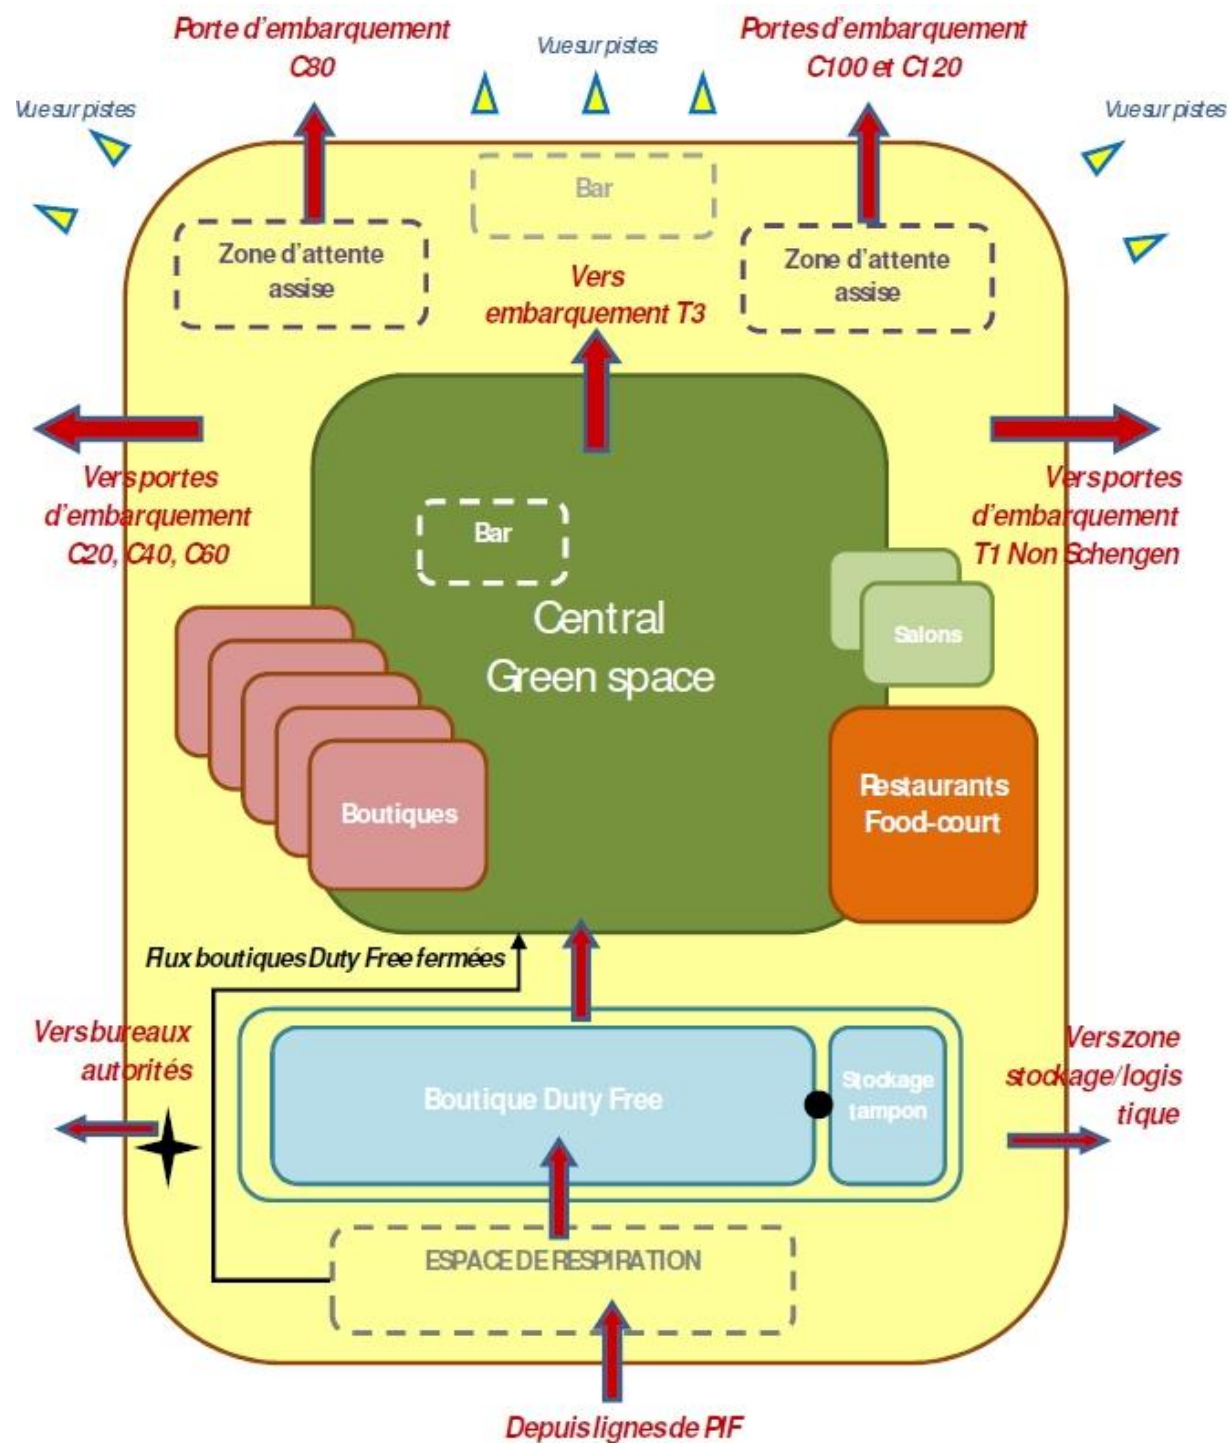 Porte d'embarquement
C80
Vue sur pistes
Portes d'embarquement
C100 et C120
Vue sur pistes
Vue sur pistes
Bar
Zone d'attente
assise
Zone d'attente
assise
Vers
embarquement T3
Vers portes
d'embarquement
C20, C40, C60
Vers portes
d'embarquement
T1 Non Schengen
Bar
Central
Green space
Salons
Boutiques
Restaurants
Food-court
Flux boutiques Duty Free fermées
Vers bureaux
autorités
Vers zone
stockage/logis
tique
Boutique Duty Free
Stockage
tampon
ESPACE DE RESPIRATION
Depuis lignes de PIF